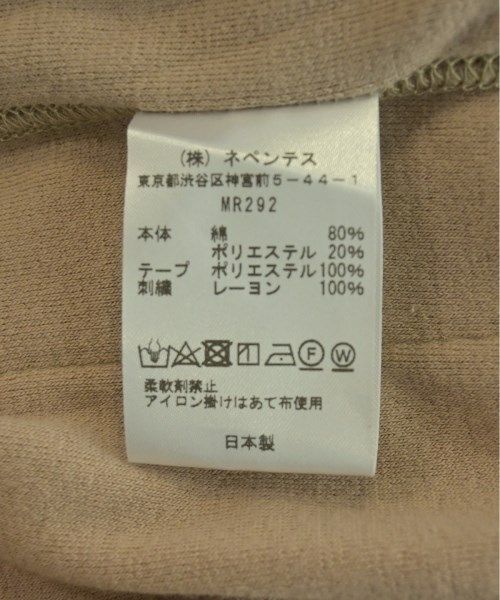 (株) ネペンテス
東京都渋谷区神宮前5-44-1
MR292
本体 綿 80%
ポリエステル 20%
テープ ポリエステル 100%
刺繍 レーヨン 100%
F W
柔軟剤禁止
アイロン掛けはあて布使用
日本製